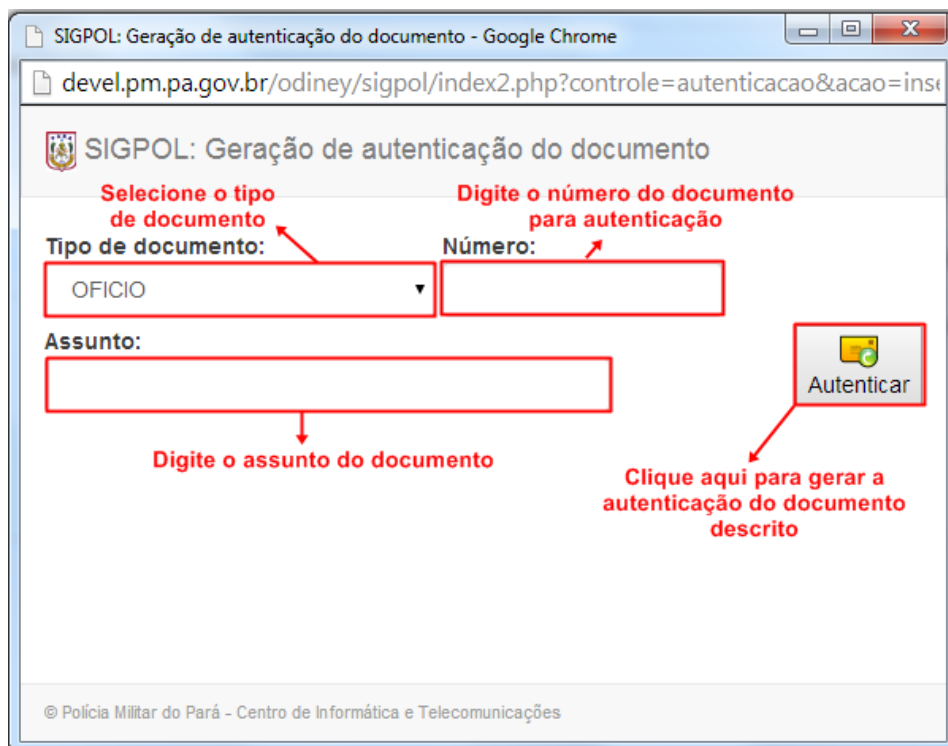 SIGPOL: Geração de autenticação do documento - Google Chrome
devel.pm.pa.gov.br/odiney/sigpol/index2.php?controle=autenticacao&acao=inse
SIGPOL: Geração de autenticação do documento
Selecione o tipo
de documento
Digite o número do documento
para autenticação
Tipo de documento:
Número:
OFICIO
Assunto:
Autenticar
Digite o assunto do documento
Clique aqui para gerar a
autenticação do documento
descrito
© Polícia Militar do Pará - Centro de Informática e Telecomunicações